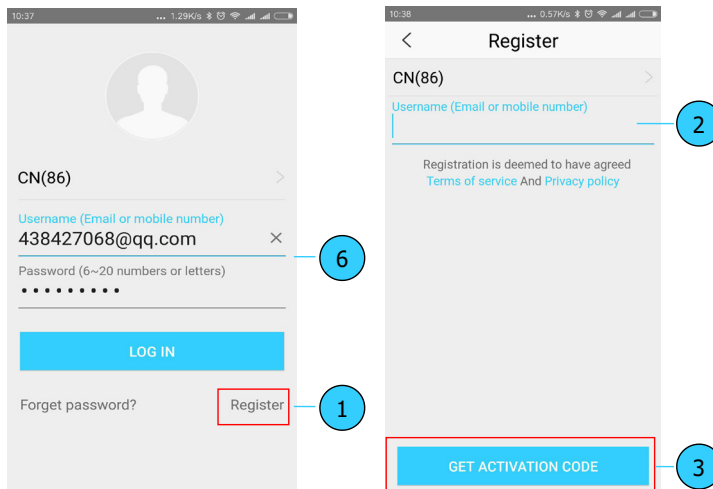 10:37 ... 1.29K/s
CN(86)
Username (Email or mobile number)
438427068@qq.com
Password (6~20 numbers or letters)
LOG IN
Forget password? Register
6
1
10:38 ... 0.57K/s
Register
CN(86)
Username (Email or mobile number)
Registration is deemed to have agreed
Terms of service And Privacy policy
GET ACTIVATION CODE
2
3